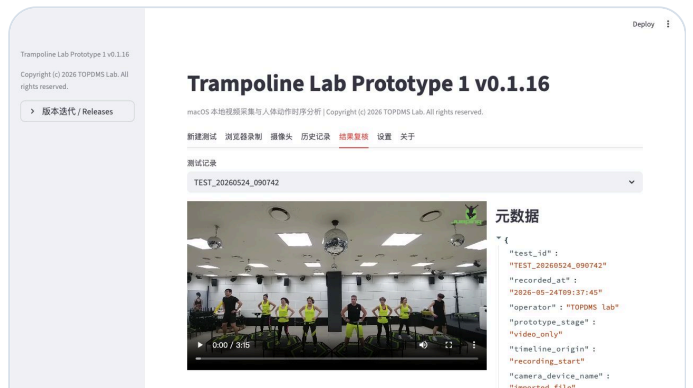 Deploy
Trampoline Lab Prototype 1 v0.1.16
Copyright (c) 2026 TOPDMS Lab. All
rights reserved.
版本迭代 / Releases
Trampoline Lab Prototype 1 v0.1.16
macOS 本地视频采集与人体动作时序分析 | Copyright (c) 2026 TOPDMS Lab. All rights reserved.
新建测试 浏览器录制 摄像头 历史记录 结果复核 设置 关于
测试记录
TEST_20260524_090742
0:00 / 3:15
元数据
{
"test_id" :
"TEST_20260524_090742"
"recorded_at" :
"2026-05-24T09:37:45"
"operator" : "TOPDMS lab"
"prototype_stage" :
"video_only"
"timeline_origin" :
"recording_start"
"camera_device_name" :
"imported_file"